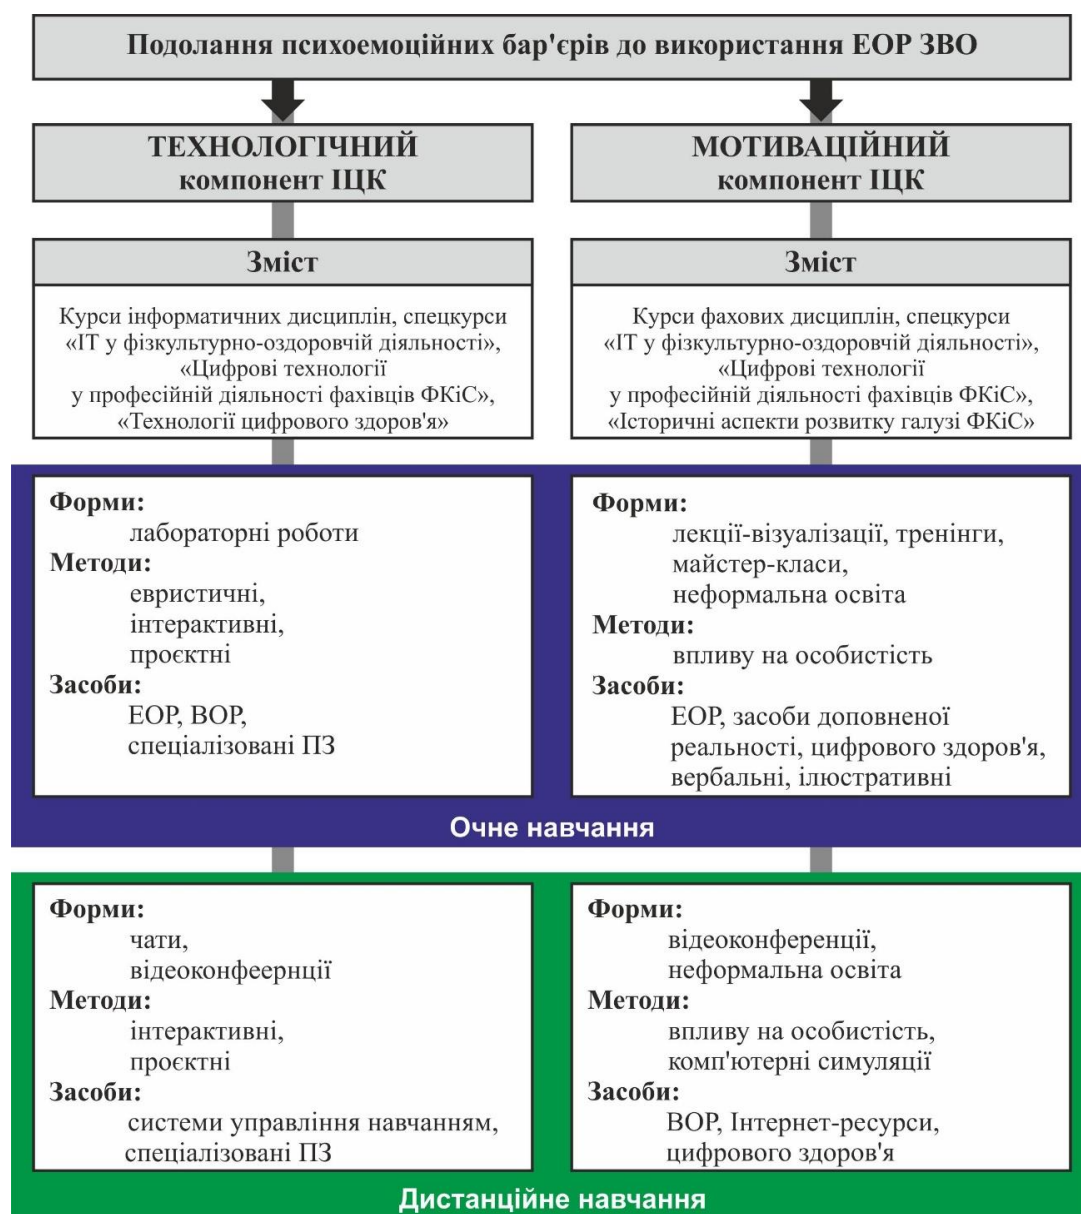 Подолання психоемоційних бар'єрів до використання ЕОР ЗВО
ТЕХНОЛОГІЧНИЙ
компонент ІЦК
Зміст
Курси інформатичних дисциплін, спецкурси
«ІТ у фізкультурно-оздоровчій діяльності»,
«Цифрові технології
у професійній діяльності фахівців ФКіС»,
«Технології цифрового здоров'я»
МОТИВАЦІЙНИЙ
компонент ІЦК
Зміст
Курси фахових дисциплін, спецкурси
«ІТ у фізкультурно-оздоровчій діяльності»,
«Цифрові технології
у професійній діяльності фахівців ФКіС»,
«Історичні аспекти розвитку галузі ФКіС»
Форми:
лабораторні роботи
Методи:
евристичні,
інтерактивні,
проєктні
Засоби:
ЕОР, ВОР,
спеціалізовані ПЗ
Форми:
лекції-візуалізації, тренінги,
майстер-класи,
неформальна освіта
Методи:
впливу на особистість
Засоби:
ЕОР, засоби доповненої
реальності, цифрового здоров'я,
вербальні, ілюстративні
Очне навчання
Форми:
чати,
відеоконфеернції
Методи:
інтерактивні,
проєктні
Засоби:
системи управління навчанням,
спеціалізовані ПЗ
Форми:
відеоконференції,
неформальна освіта
Методи:
впливу на особистість,
комп'ютерні симуляції
Засоби:
ВОР, Інтернет-ресурси,
цифрового здоров'я
Дистанційне навчання